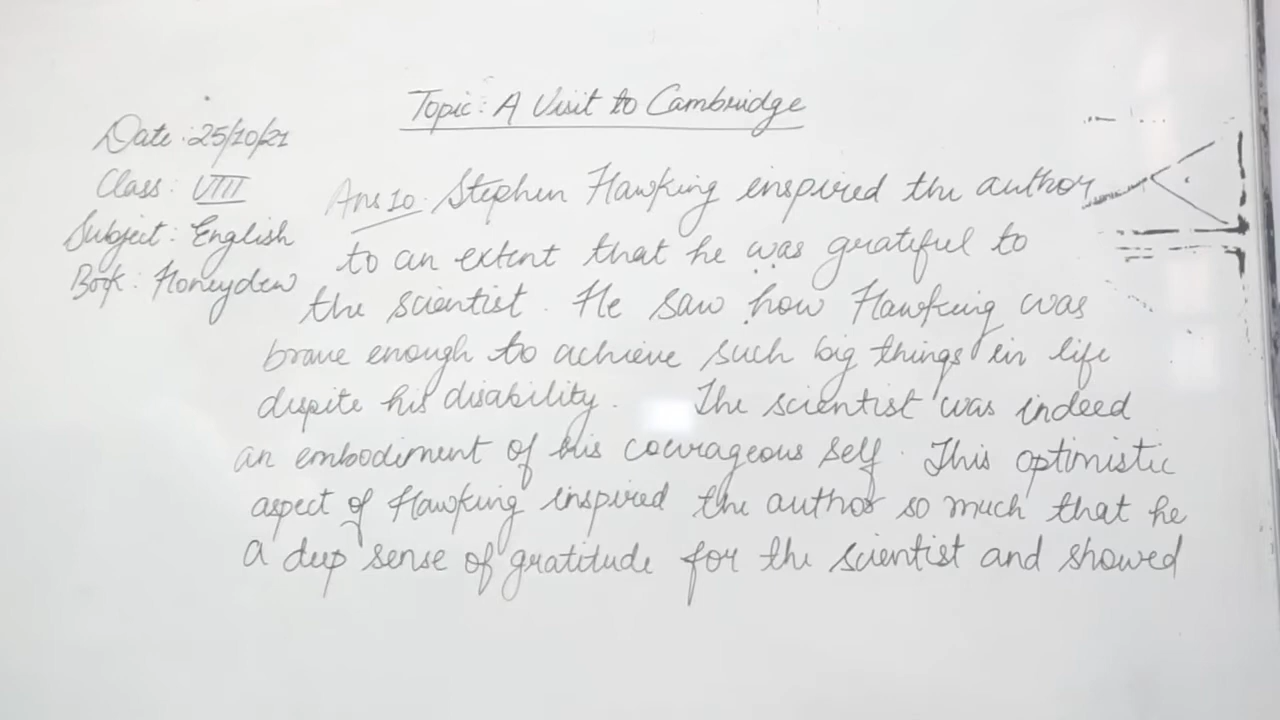 Topic: A Visit to Cambridge
Date: 25/10/21
Class: VIII
Subject: English
Book: Honeydew
Ans 10. Stephen Hawking inspired the author
to an extent that he was grateful to
the scientist. He saw how Hawking was
brave enough to achieve such big things in life
despite his disability. The scientist was indeed
an embodiment of his courageous self. This optimistic
aspect of Hawking inspired the author so much that he
a deep sense of gratitude for the scientist and showed